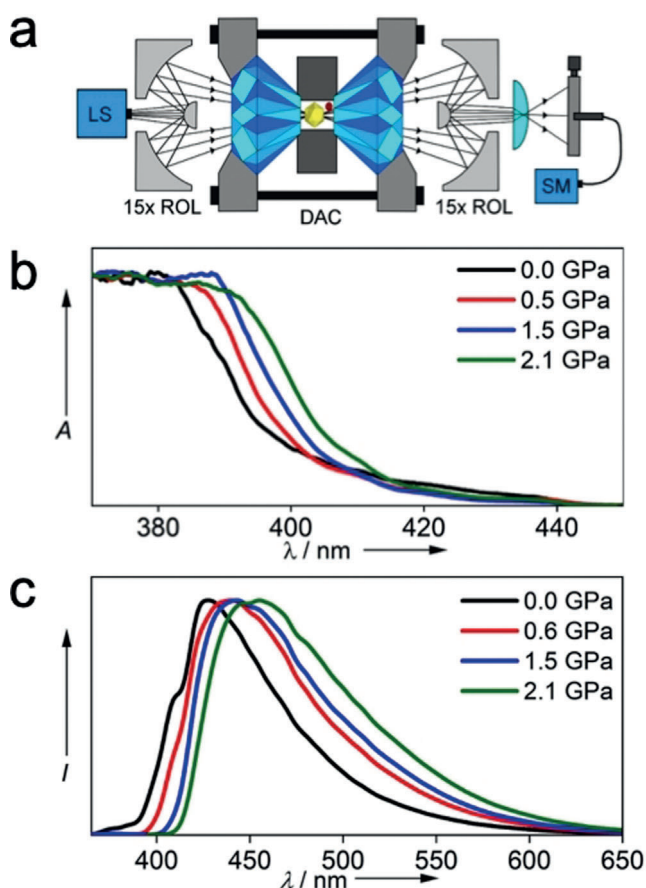 a
LS
15x ROL
DAC
15x ROL
SM
b
0.0 GPa
0.5 GPa
1.5 GPa
2.1 GPa
A
380 400 420 440
λ / nm
c
0.0 GPa
0.6 GPa
1.5 GPa
2.1 GPa
I
400 450 500 550 600 650
λ / nm